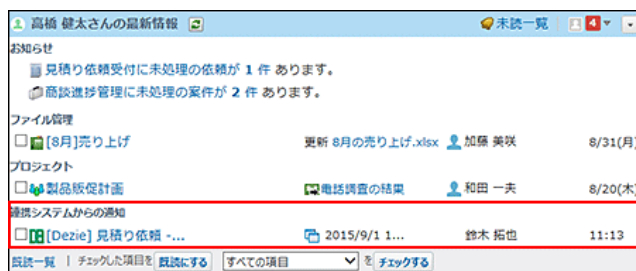 高橋 健太さんの最新情報 未読一覧 4
お知らせ
見積り依頼受付に未処理の依頼が 1 件 あります。
商談進捗管理に未処理の案件が 2 件 あります。
ファイル管理
[8月]売り上げ 更新 8月の売り上げ.xlsx 加藤 美咲 8/31(月)
プロジェクト
製品販促計画 電話調査の結果 和田 一夫 8/20(木)
連携システムからの通知
[Dezie] 見積り依頼 -... 2015/9/1 1... 鈴木 拓也 11:13
既読一覧 | チェックした項目を 既読にする すべての項目 を チェックする